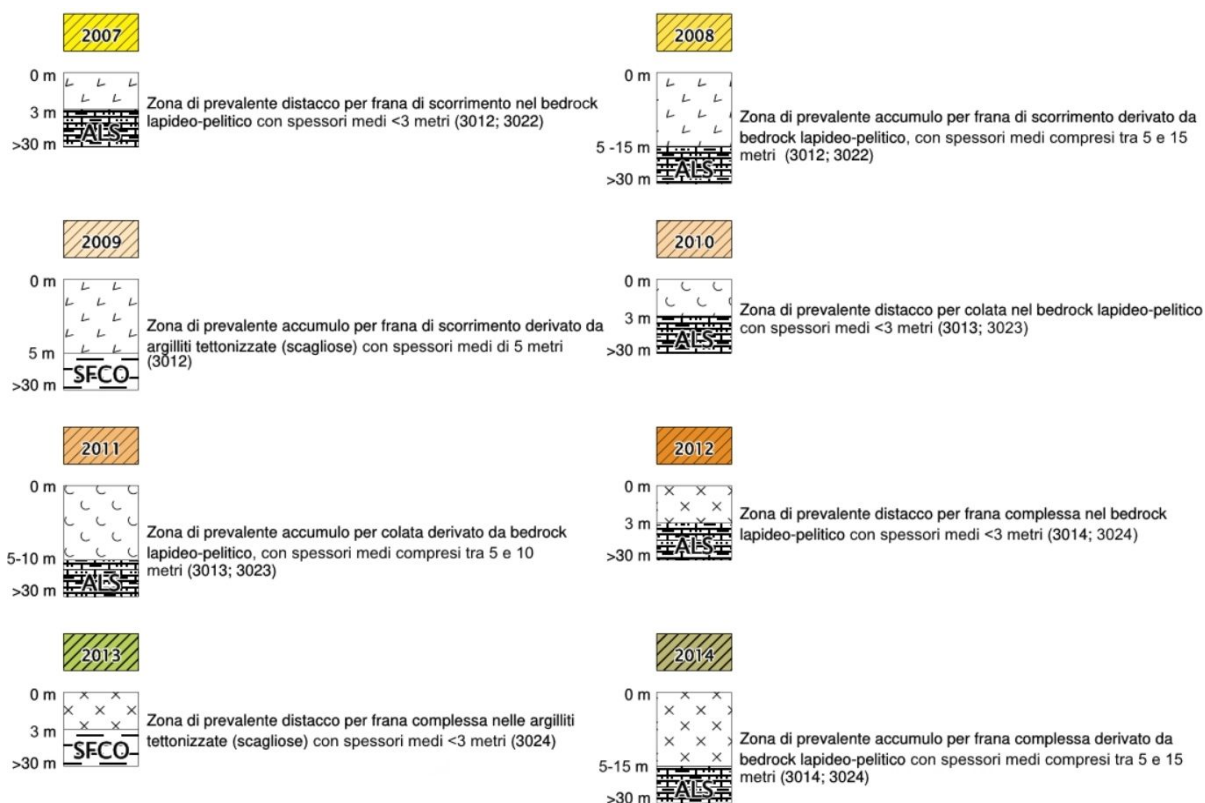 2007
0 m
3 m
ALS
>30 m
Zona di prevalente distacco per frana di scorrimento nel bedrock
lapideo-pelitico con spessori medi <3 metri (3012; 3022)
2008
0 m
5 -15 m
ALS
>30 m
Zona di prevalente accumulo per frana di scorrimento derivato da
bedrock lapideo-pelitico, con spessori medi compresi tra 5 e 15
metri (3012; 3022)
2009
0 m
5 m
SFCO
>30 m
Zona di prevalente accumulo per frana di scorrimento derivato da
argilliti tettonizzate (scagliose) con spessori medi di 5 metri
(3012)
2010
0 m
3 m
ALS
>30 m
Zona di prevalente distacco per colata nel bedrock lapideo-pelitico
con spessori medi <3 metri (3013; 3023)
2011
0 m
5-10 m
ALS
>30 m
Zona di prevalente accumulo per colata derivato da bedrock
lapideo-pelitico, con spessori medi compresi tra 5 e 10
metri (3013; 3023)
2012
0 m
3 m
ALS
>30 m
Zona di prevalente distacco per frana complessa nel bedrock
lapideo-pelitico con spessori medi <3 metri (3014; 3024)
2013
0 m
3 m
SFCO
>30 m
Zona di prevalente distacco per frana complessa nelle argilliti
tettonizzate (scagliose) con spessori medi <3 metri (3024)
2014
0 m
5-15 m
ALS
>30 m
Zona di prevalente accumulo per frana complessa derivato da
bedrock lapideo-pelitico con spessori medi compresi tra 5 e 15
metri (3014; 3024)